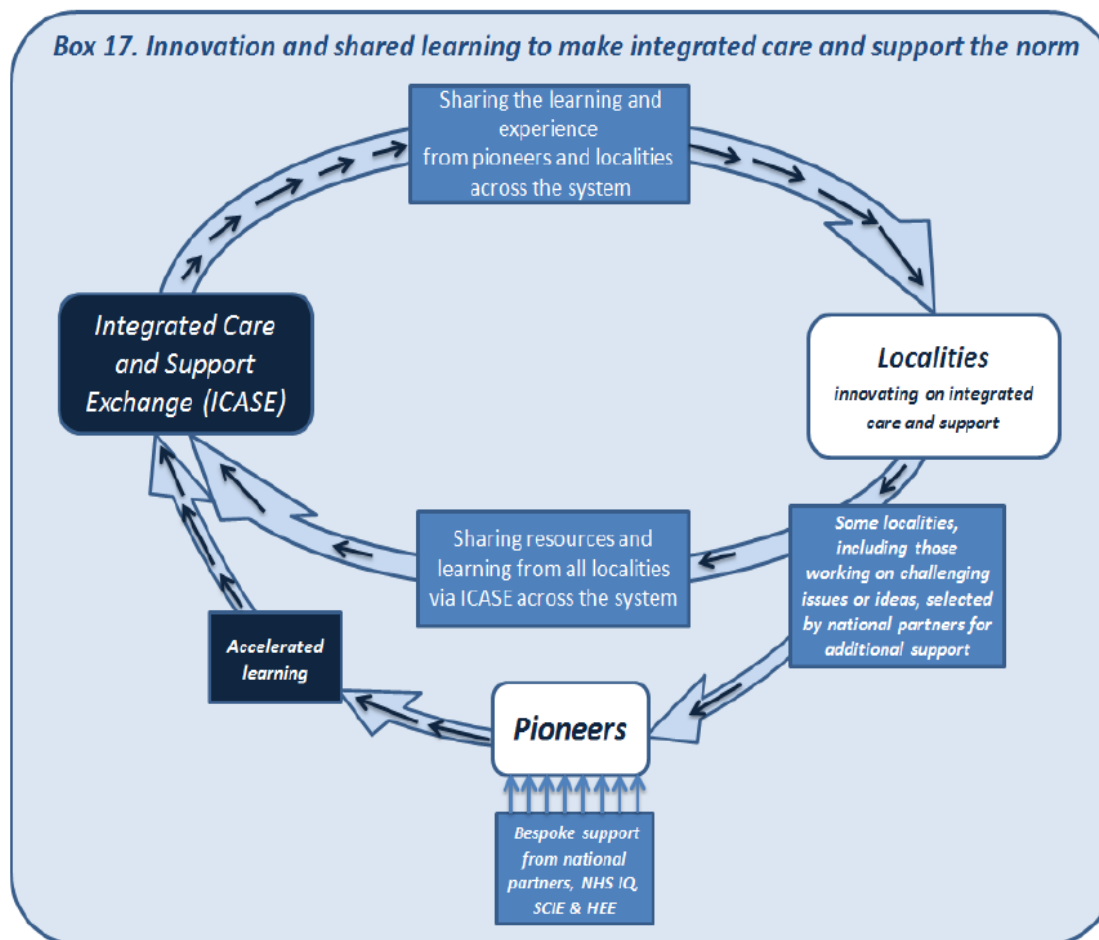 Box 17. Innovation and shared learning to make integrated care and support the norm
Sharing the learning and
experience
from pioneers and localities
across the system
Integrated Care
and Support
Exchange (ICASE)
Localities
innovating on integrated
care and support
Sharing resources and
learning from all localities
via ICASE across the system
Some localities,
including those
working on challenging
issues or ideas, selected
by national partners for
additional support
Accelerated
learning
Pioneers
Bespoke support
from national
partners, NHS IQ,
SCIE & HEE